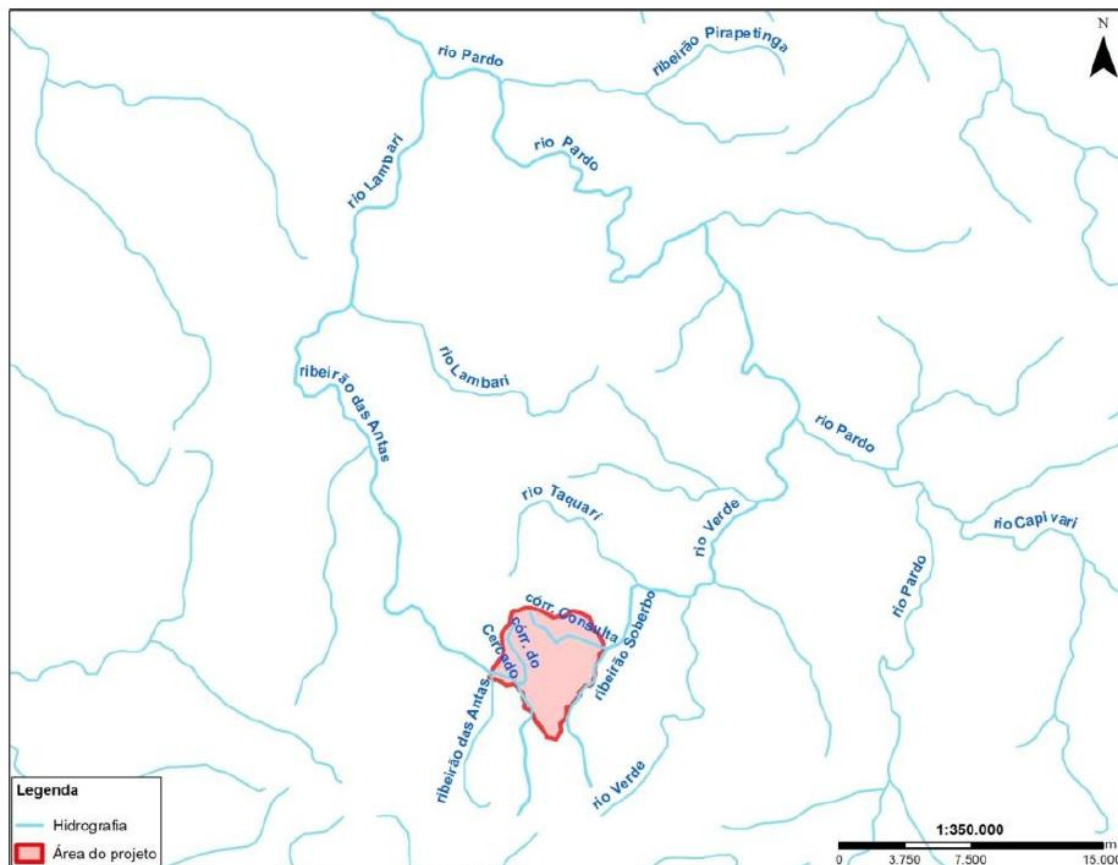 N
rio Pardo
ribeirão Pirapetinga
rio Pardo
rio Lambari
rio Lambari
ribeirão das Antas
rio Pardo
rio Taquari
rio Verde
rio Capivari
rio Pardo
córr. Consulta
córr. do
Cercado
ribeirão Soberbo
ribeirão das Antas
rio Verde
Legenda
Hidrografia
Área do projeto
1:350.000
0 3.750 7.500 15.000
m